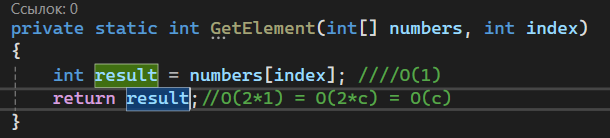 Ссылок: 0
private static int GetElement(int[] numbers, int index)
{
int result = numbers[index]; ////O(1)
return result;//O(2*1) = O(2*c) = O(c)
}